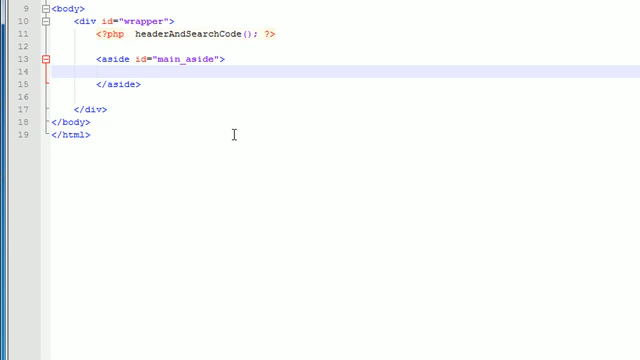 9 <body>
10 <div id="wrapper">
11 <?php  headerAndSearchCode(); ?>
12
13 <aside id="main_aside">
14
15 </aside>
16
17 </div>
18 </body>
19 </html>